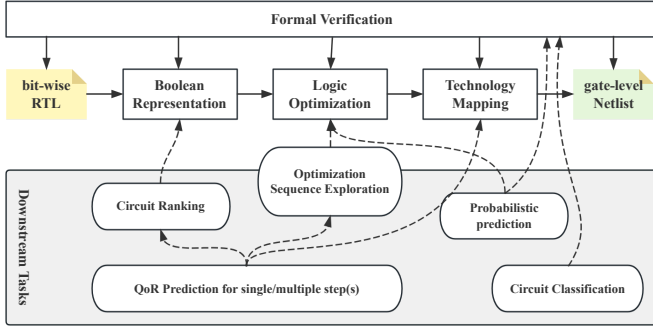 Formal Verification
bit-wise
RTL
Boolean
Representation
Logic
Optimization
Technology
Mapping
gate-level
Netlist
Downstream Tasks
Circuit Ranking
Optimization
Sequence Exploration
Probabilistic
prediction
QoR Prediction for single/multiple step(s)
Circuit Classification